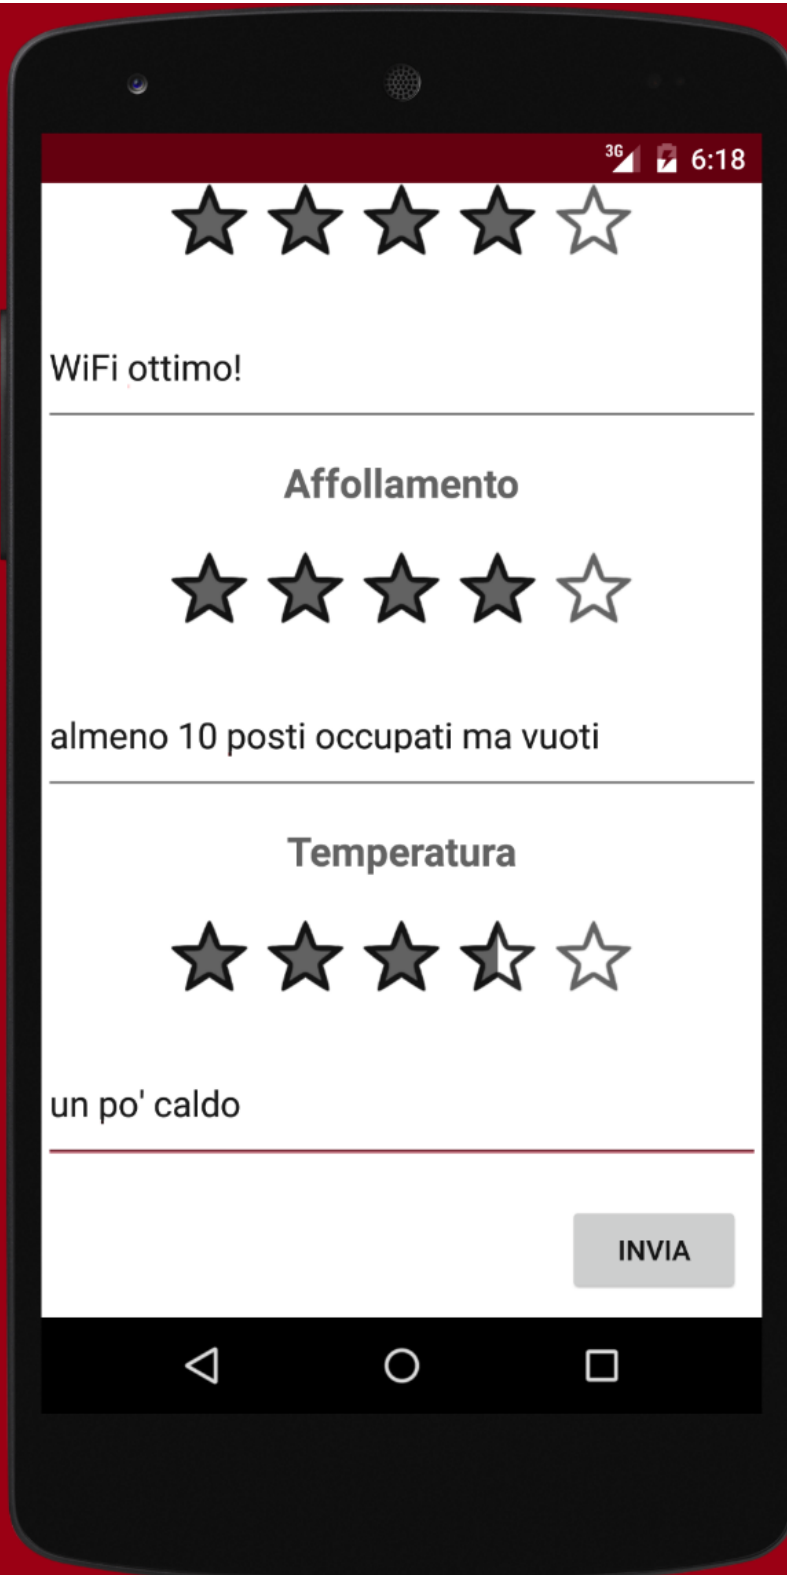 3G 6:18
WiFi ottimo!
Affollamento
almeno 10 posti occupati ma vuoti
Temperatura
un po' caldo
INVIA